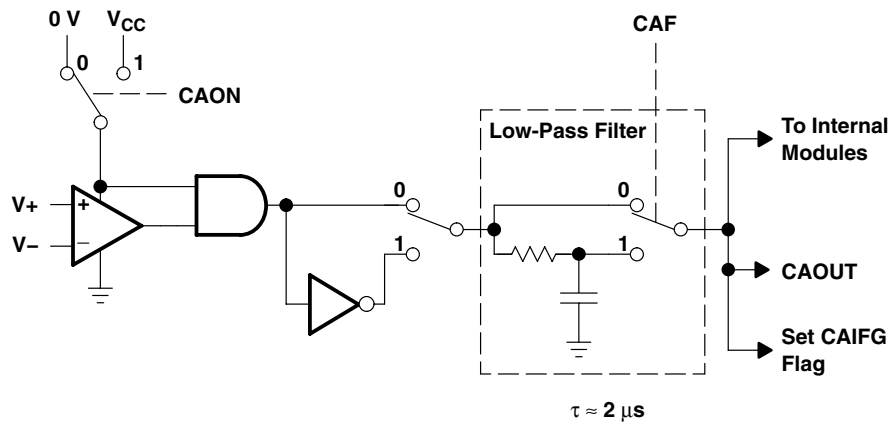 0 V
VCC
0
1
CAON
CAF
V+
V−
+
−
0
1
Low-Pass Filter
0
1
To Internal
Modules
CAOUT
Set CAIFG
Flag
τ ≈ 2 μs